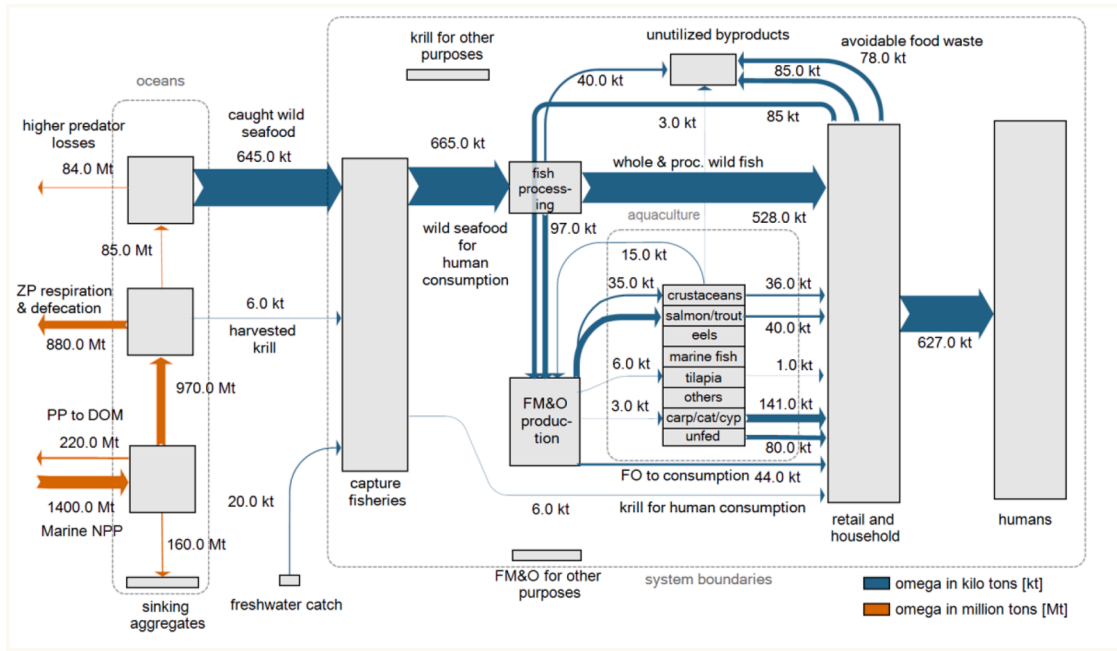 krill for other
purposes
unutilized byproducts
avoidable food waste
78.0 kt
oceans
40.0 kt
85.0 kt
higher predator
losses
84.0 Mt
caught wild
seafood
645.0 kt
665.0 kt
3.0 kt
85 kt
fish
process-
ing
whole & proc. wild fish
528.0 kt
85.0 Mt
wild seafood
for
human
consumption
97.0 kt
aquaculture
15.0 kt
ZP respiration
& defecation
880.0 Mt
6.0 kt
harvested
krill
35.0 kt
crustaceans
36.0 kt
salmon/trout
40.0 kt
eels
627.0 kt
970.0 Mt
6.0 kt
marine fish
1.0 kt
tilapia
PP to DOM
220.0 Mt
FM&O
produc-
tion
3.0 kt
others
141.0 kt
carp/cat/cyp
unfed
80.0 kt
1400.0 Mt
Marine NPP
20.0 kt
capture
fisheries
FO to consumption
44.0 kt
6.0 kt
krill for human consumption
retail and
household
humans
160.0 Mt
sinking
aggregates
freshwater catch
FM&O for other
purposes
system boundaries
omega in kilo tons [kt]
omega in million tons [Mt]